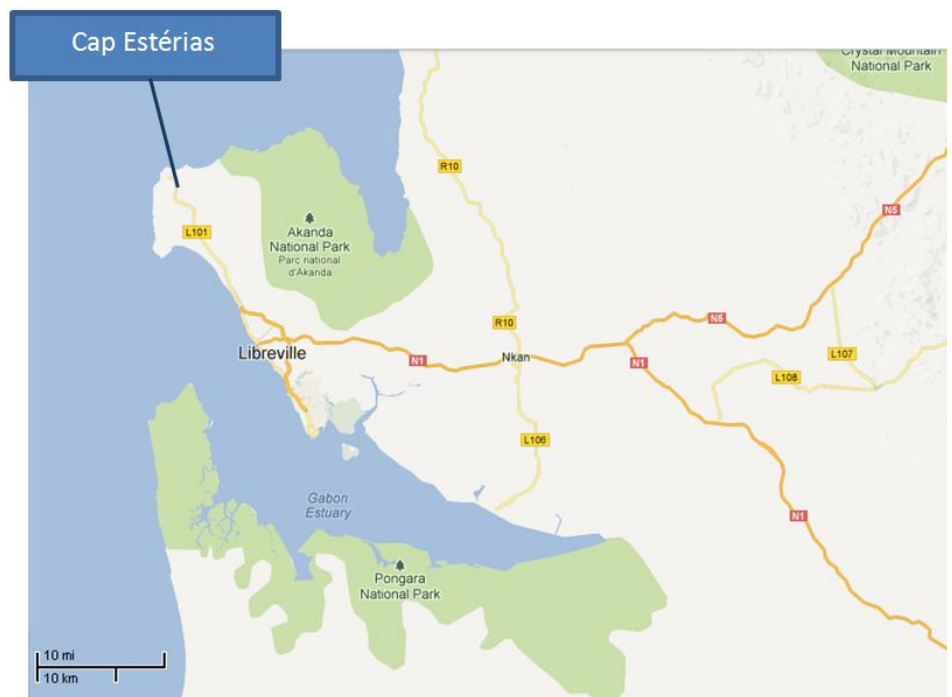 Cap Estérias
Crystal Mountain
National Park
R10
N5
L101
Akanda
National Park
Parc national
d'Akanda
R10
N5
Libreville
N1
Nkan
N1
L107
L108
L106
Gabon
Estuary
N1
Pongara
National Park
10 mi
10 km